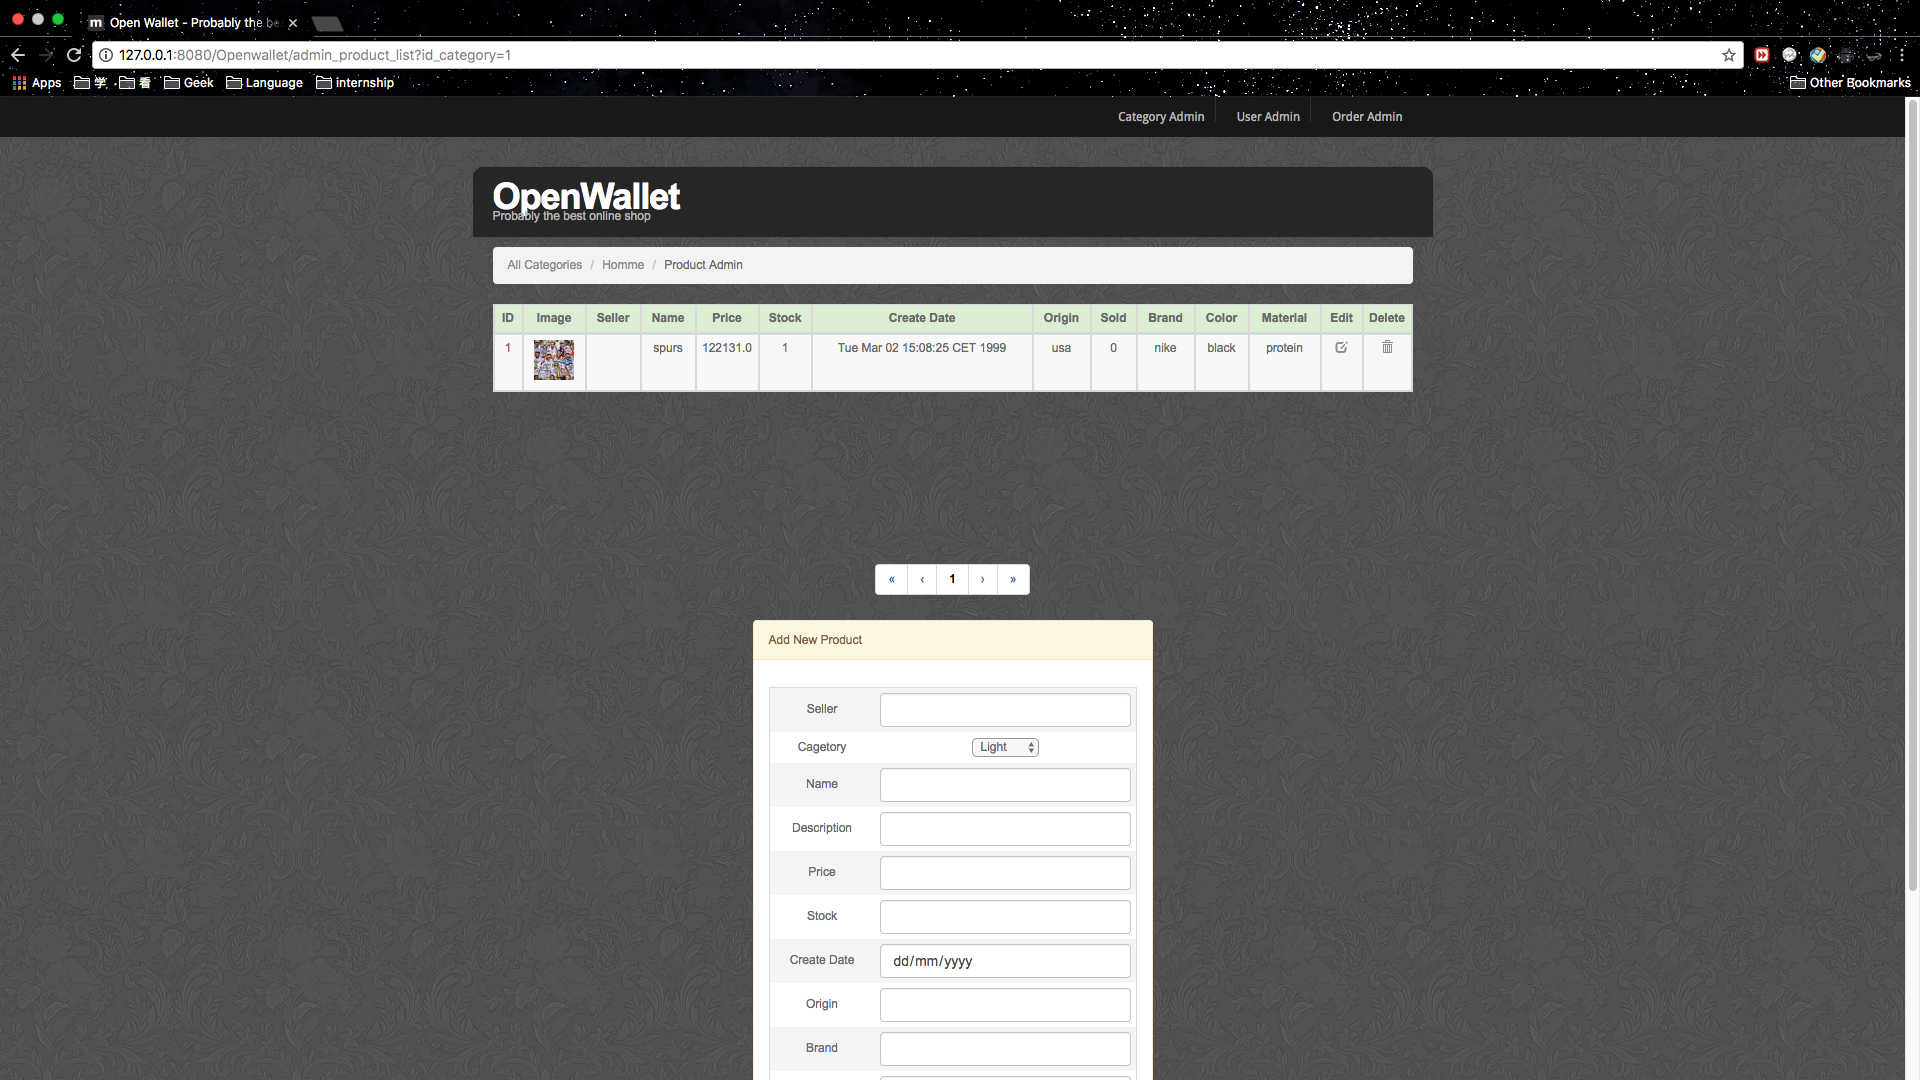 m Open Wallet - Probably the be
127.0.0.1:8080/Openwallet/admin_product_list?id_category=1
Apps 学 看 Geek Language internship Other Bookmarks
Category Admin User Admin Order Admin
OpenWallet
Probably the best online shop
All Categories / Homme / Product Admin
ID Image Seller Name Price Stock Create Date Origin Sold Brand Color Material Edit Delete
1 spurs 122131.0 1 Tue Mar 02 15:08:25 CET 1999 usa 0 nike black protein
« ‹ 1 › »
Add New Product
Seller
Cagetory Light
Name
Description
Price
Stock
Create Date dd/mm/yyyy
Origin
Brand